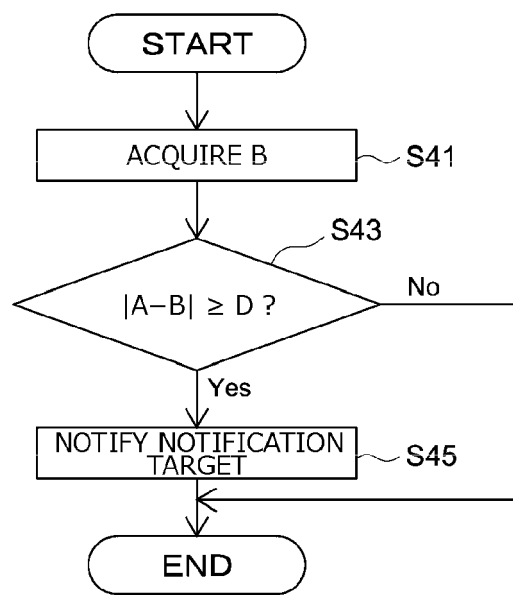 START
ACQUIRE B
S41
S43
|A−B| ≥ D ?
No
Yes
NOTIFY NOTIFICATION
TARGET
S45
END